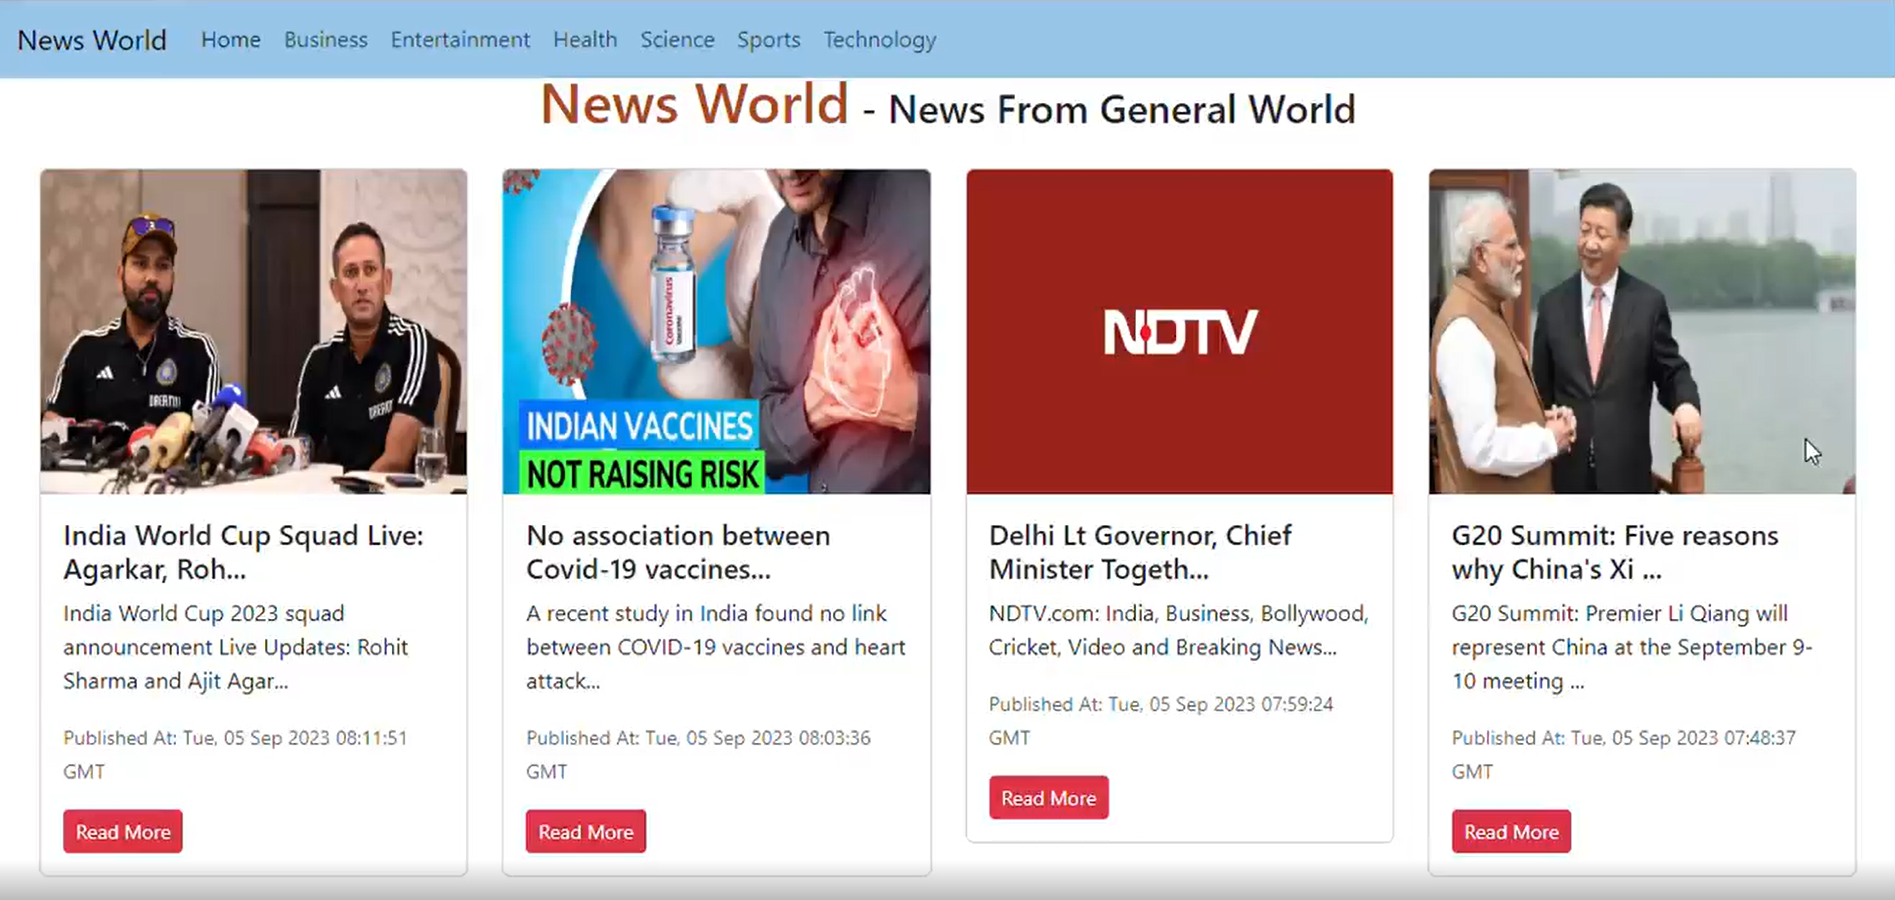 News World Home Business Entertainment Health Science Sports Technology
News World - News From General World
coronavirus
vaccine
INDIAN VACCINES
NOT RAISING RISK
NDTV
India World Cup Squad Live:
Agarkar, Roh...
India World Cup 2023 squad
announcement Live Updates: Rohit
Sharma and Ajit Agar...
Published At: Tue, 05 Sep 2023 08:11:51
GMT
Read More
No association between
Covid-19 vaccines...
A recent study in India found no link
between COVID-19 vaccines and heart
attack...
Published At: Tue, 05 Sep 2023 08:03:36
GMT
Read More
Delhi Lt Governor, Chief
Minister Togeth...
NDTV.com: India, Business, Bollywood,
Cricket, Video and Breaking News...
Published At: Tue, 05 Sep 2023 07:59:24
GMT
Read More
G20 Summit: Five reasons
why China's Xi ...
G20 Summit: Premier Li Qiang will
represent China at the September 9-
10 meeting ...
Published At: Tue, 05 Sep 2023 07:48:37
GMT
Read More